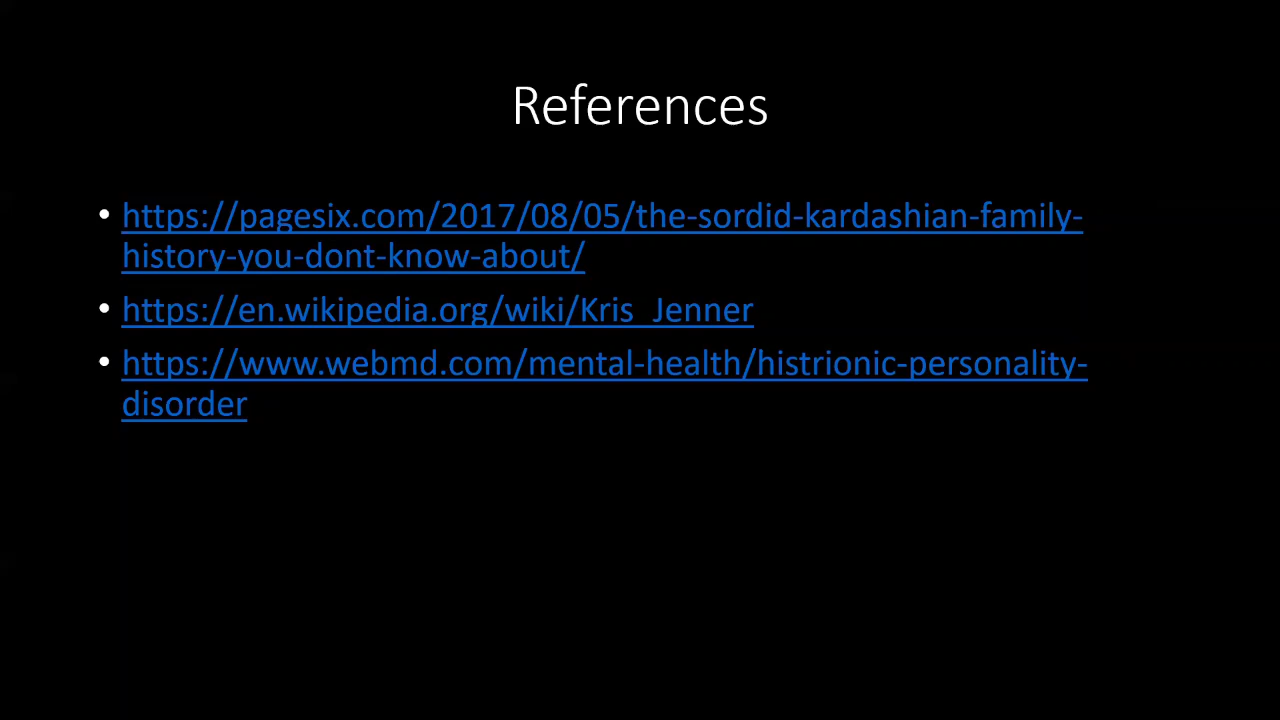 References
• https://pagesix.com/2017/08/05/the-sordid-kardashian-family-
history-you-dont-know-about/
• https://en.wikipedia.org/wiki/Kris_Jenner
• https://www.webmd.com/mental-health/histrionic-personality-
disorder